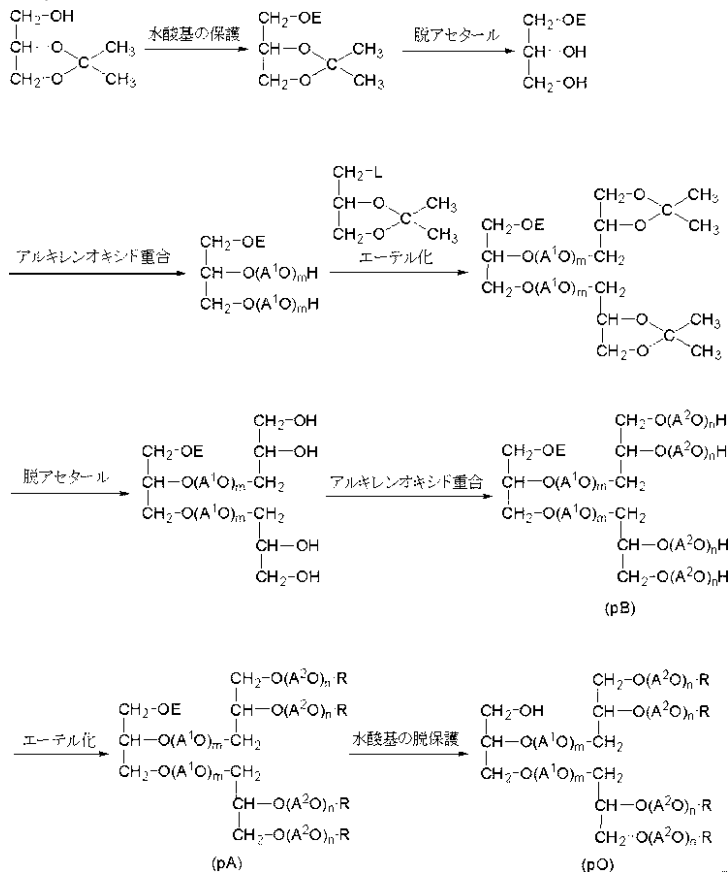 CH2-OH
CH-O
CH2-O
C
CH3
CH3
水酸基の保護
CH2-OE
CH-O
CH2-O
C
CH3
CH3
脱アセタール
CH2-OE
CH-OH
CH2-OH
アルキレンオキシド重合
CH2-OE
CH-O(A1O)mH
CH2-O(A1O)mH
CH2-L
CH-O
CH2-O
C
CH3
CH3
エーテル化
CH2-O
CH-O
C
CH3
CH3
CH2-OE
CH-O(A1O)m-CH2
CH2-O(A1O)m-CH2
CH-O
CH2-O
C
CH3
CH3
脱アセタール
CH2-OH
CH-OH
CH2-OE
CH-O(A1O)m-CH2
CH2-O(A1O)m-CH2
CH-OH
CH2-OH
アルキレンオキシド重合
CH2-O(A2O)nH
CH-O(A2O)nH
CH2-OE
CH-O(A1O)m-CH2
CH2-O(A1O)m-CH2
CH-O(A2O)nH
CH2-O(A2O)nH
(pB)
エーテル化
CH2-O(A2O)n-R
CH-O(A2O)n-R
CH2-OE
CH-O(A1O)m-CH2
CH2-O(A1O)m-CH2
CH-O(A2O)n-R
CH2-O(A2O)n-R
(pA)
水酸基の脱保護
CH2-O(A2O)n-R
CH-O(A2O)n-R
CH2-OH
CH-O(A1O)m-CH2
CH2-O(A1O)m-CH2
CH-O(A2O)n-R
CH2-O(A2O)n-R
(pO)